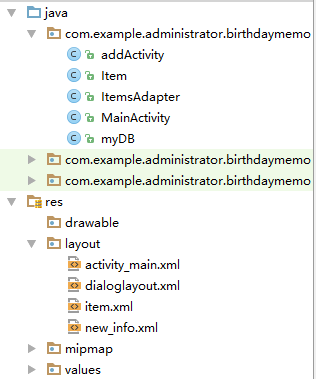 java
com.example.administrator.birthdaymemo
addActivity
Item
ItemsAdapter
MainActivity
myDB
com.example.administrator.birthdaymemo
com.example.administrator.birthdaymemo
res
drawable
layout
activity_main.xml
dialoglayout.xml
item.xml
new_info.xml
mipmap
values